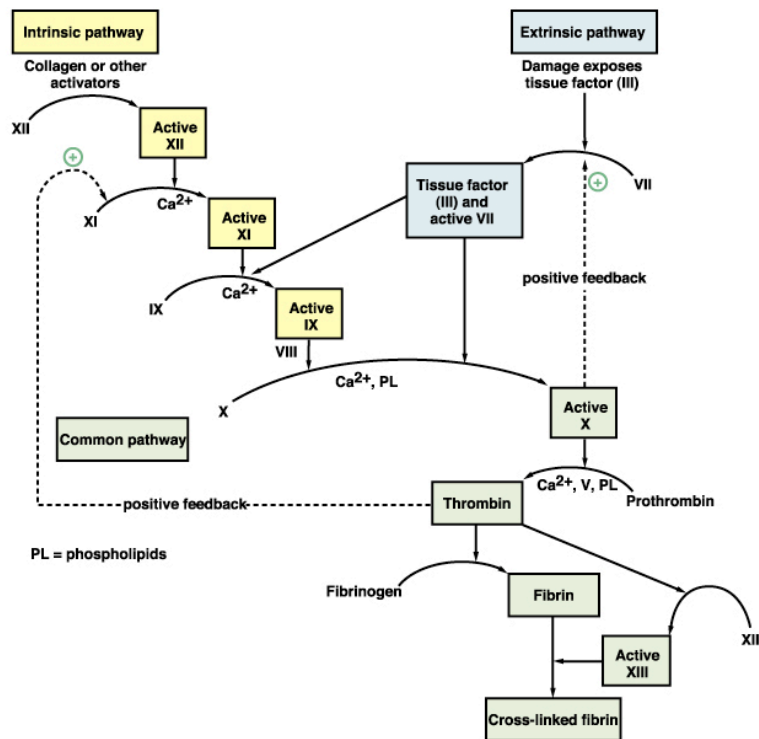 Intrinsic pathway
Extrinsic pathway
Collagen or other
activators
Damage exposes
tissue factor (III)
XII
Active
XII
+
XI
Ca2+
Tissue factor
(III) and
active VII
+
VII
Active
XI
positive feedback
IX
Ca2+
Active
IX
VIII
Ca2+, PL
X
Active
X
Common pathway
Ca2+, V, PL
Prothrombin
positive feedback
Thrombin
PL = phospholipids
Fibrinogen
Fibrin
XII
Active
XIII
Cross-linked fibrin